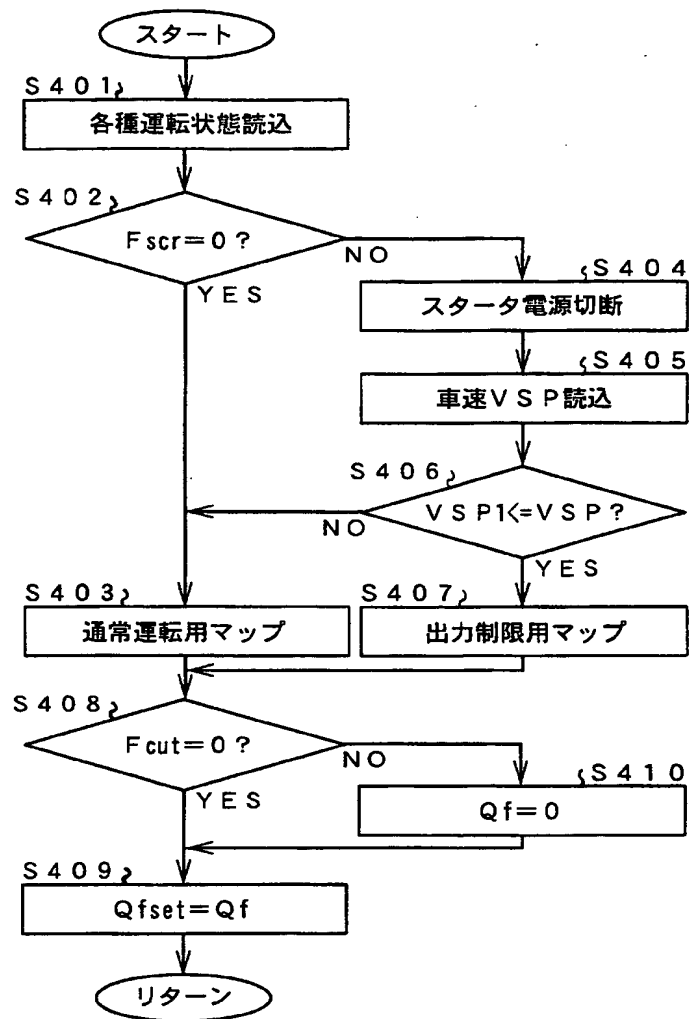 スタート
S401
各種運転状態読込
S402
Fscr=0?
NO
YES
S404
スタータ電源切断
S405
車速VSP読込
S406
VSP1<=VSP?
NO
YES
S403
通常運転用マップ
S407
出力制限用マップ
S408
Fcut=0?
NO
YES
S410
Qf=0
S409
Qfset=Qf
リターン